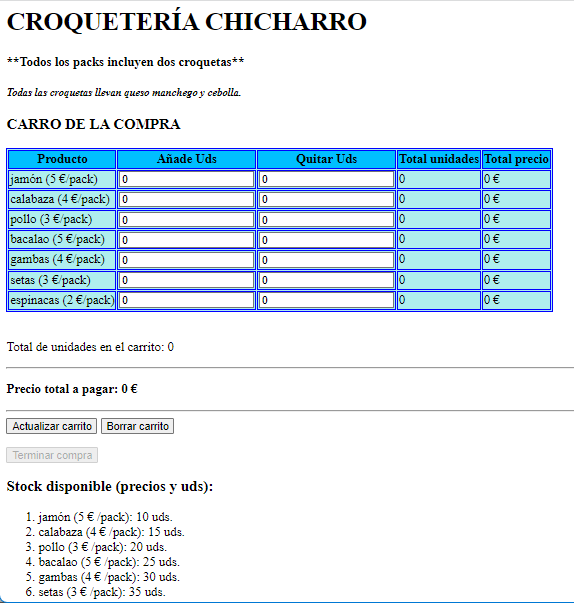 CROQUETERÍA CHICHARRO
**Todos los packs incluyen dos croquetas**
Todas las croquetas llevan queso manchego y cebolla.
CARRO DE LA COMPRA
Producto Añade Uds Quitar Uds Total unidades Total precio
jamón (5 €/pack) 0 0 0 0 €
calabaza (4 €/pack) 0 0 0 0 €
pollo (3 €/pack) 0 0 0 0 €
bacalao (5 €/pack) 0 0 0 0 €
gambas (4 €/pack) 0 0 0 0 €
setas (3 €/pack) 0 0 0 0 €
espinacas (2 €/pack) 0 0 0 0 €
Total de unidades en el carrito: 0
Precio total a pagar: 0 €
Actualizar carrito Borrar carrito
Terminar compra
Stock disponible (precios y uds):
1. jamón (5 € /pack): 10 uds.
2. calabaza (4 € /pack): 15 uds.
3. pollo (3 € /pack): 20 uds.
4. bacalao (5 € /pack): 25 uds.
5. gambas (4 € /pack): 30 uds.
6. setas (3 € /pack): 35 uds.